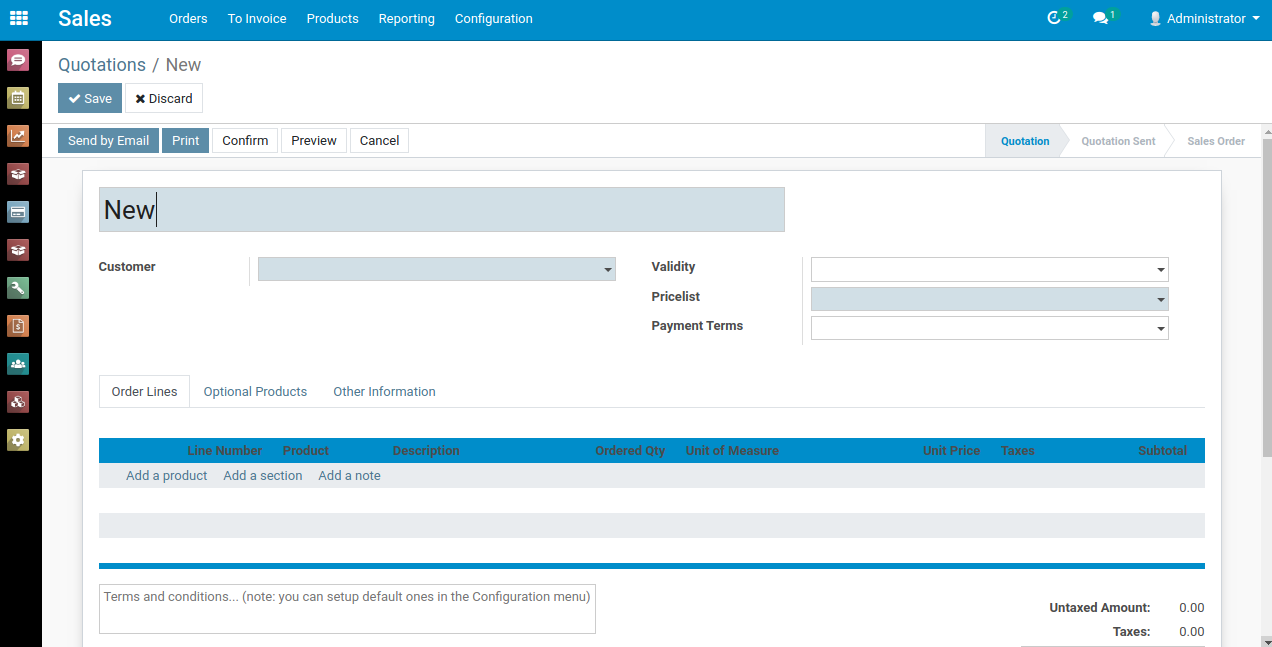 Sales Orders To Invoice Products Reporting Configuration 2 1 Administrator
Quotations / New
Save Discard
Send by Email Print Confirm Preview Cancel Quotation Quotation Sent Sales Order
New
Customer Validity
Pricelist
Payment Terms
Order Lines Optional Products Other Information
Line Number Product Description Ordered Qty Unit of Measure Unit Price Taxes Subtotal
Add a product Add a section Add a note
Terms and conditions... (note: you can setup default ones in the Configuration menu)
Untaxed Amount: 0.00
Taxes: 0.00